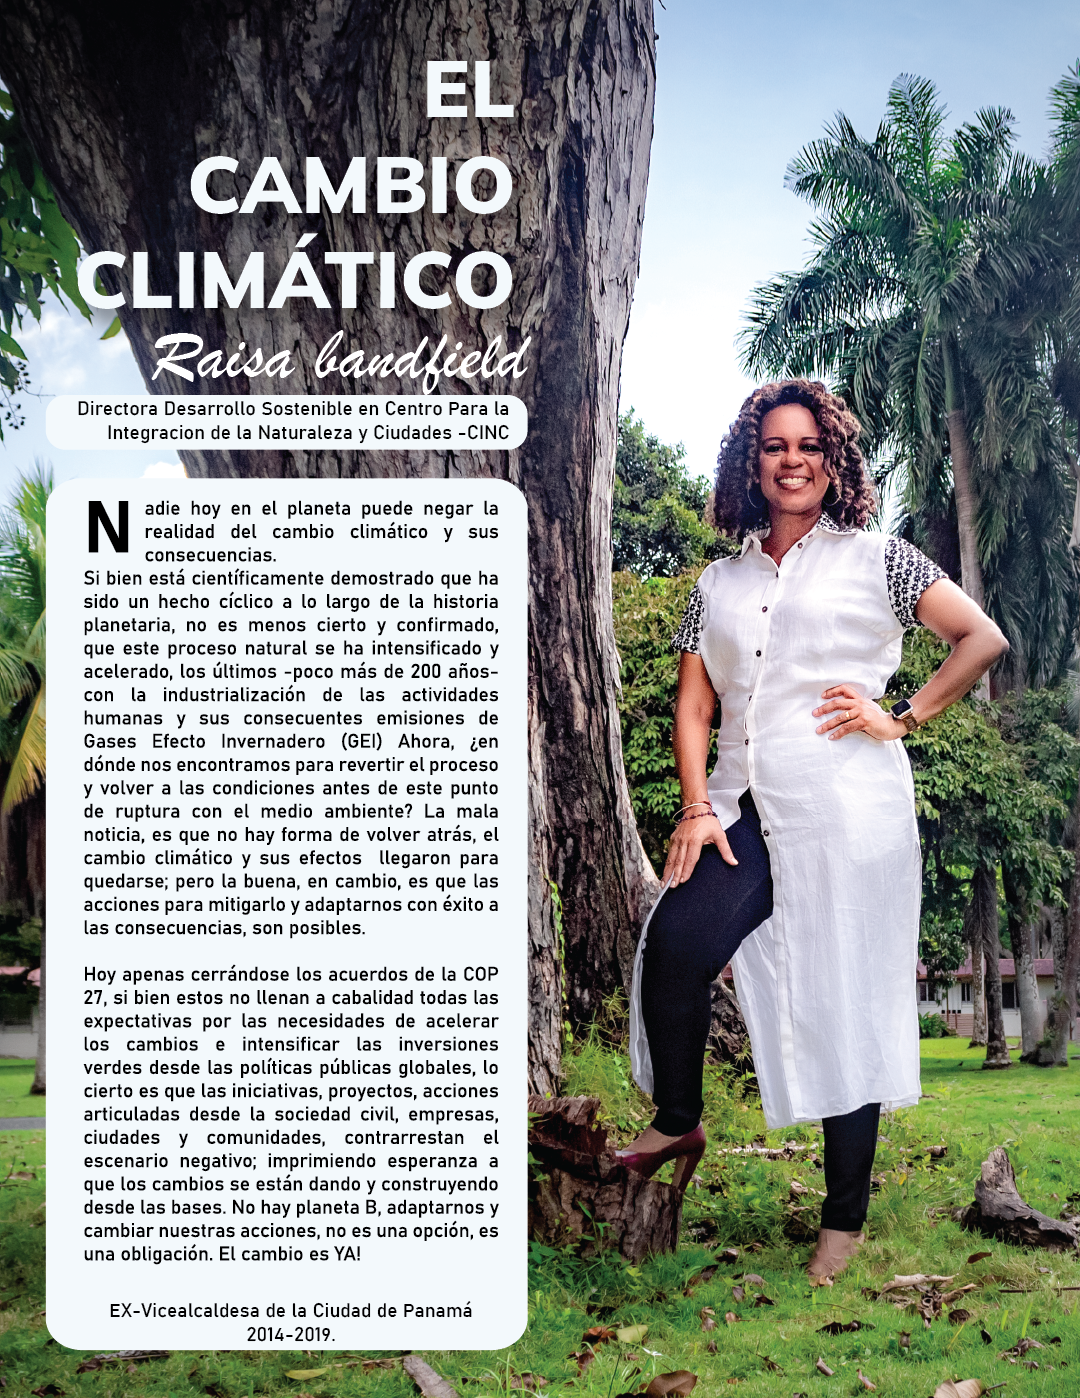 EL
CAMBIO
CLIMÁTICO
Raisa bandfield
Directora Desarrollo Sostenible en Centro Para la
Integracion de la Naturaleza y Ciudades -CINC
Nadie hoy en el planeta puede negar la
realidad del cambio climático y sus
consecuencias.
Si bien está científicamente demostrado que ha
sido un hecho cíclico a lo largo de la historia
planetaria, no es menos cierto y confirmado,
que este proceso natural se ha intensificado y
acelerado, los últimos -poco más de 200 años-
con la industrialización de las actividades
humanas y sus consecuentes emisiones de
Gases Efecto Invernadero (GEI) Ahora, ¿en
dónde nos encontramos para revertir el proceso
y volver a las condiciones antes de este punto
de ruptura con el medio ambiente? La mala
noticia, es que no hay forma de volver atrás, el
cambio climático y sus efectos  llegaron para
quedarse; pero la buena, en cambio, es que las
acciones para mitigarlo y adaptarnos con éxito a
las consecuencias, son posibles.
Hoy apenas cerrándose los acuerdos de la COP
27, si bien estos no llenan a cabalidad todas las
expectativas por las necesidades de acelerar
los cambios e intensificar las inversiones
verdes desde las políticas públicas globales, lo
cierto es que las iniciativas, proyectos, acciones
articuladas desde la sociedad civil, empresas,
ciudades y comunidades, contrarrestan el
escenario negativo; imprimiendo esperanza a
que los cambios se están dando y construyendo
desde las bases. No hay planeta B, adaptarnos y
cambiar nuestras acciones, no es una opción, es
una obligación. El cambio es YA!
EX-Vicealcaldesa de la Ciudad de Panamá
2014-2019.